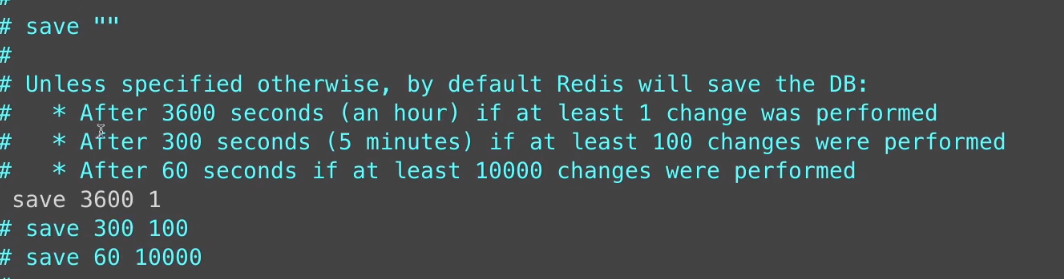 #
# save ""
#
# Unless specified otherwise, by default Redis will save the DB:
#   * After 3600 seconds (an hour) if at least 1 change was performed
#   * After 300 seconds (5 minutes) if at least 100 changes were performed
#   * After 60 seconds if at least 10000 changes were performed
 save 3600 1
# save 300 100
# save 60 10000
#